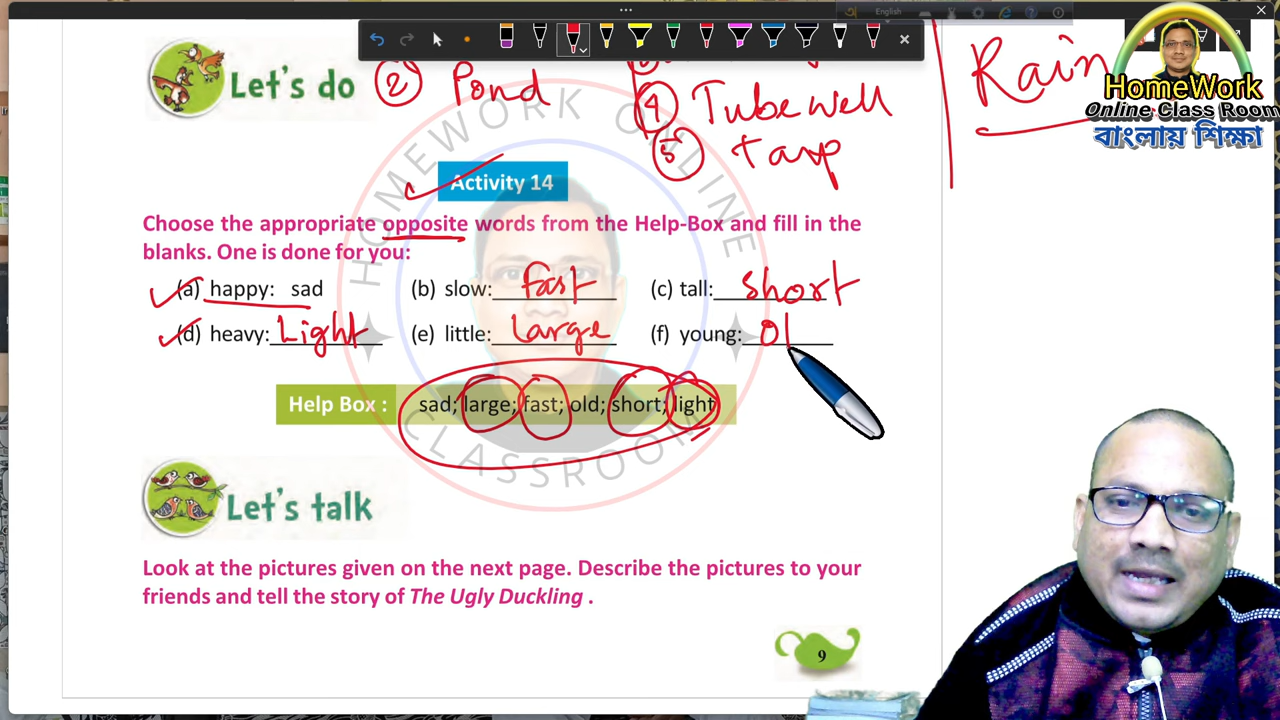 English
Let's do
② Pond
④ Tubewell
⑤ tap
Rain
HomeWork
Online Class Room
বাংলায় শিক্ষা
Activity 14
Choose the appropriate opposite words from the Help-Box and fill in the
blanks. One is done for you:
(a) happy: sad (b) slow: fast (c) tall: short
(d) heavy: Light (e) little: Large (f) young: Ol
Help Box : sad; large; fast; old; short; light
Let's talk
Look at the pictures given on the next page. Describe the pictures to your
friends and tell the story of The Ugly Duckling .
9
HOMEWORK ONLINE CLASSROOM